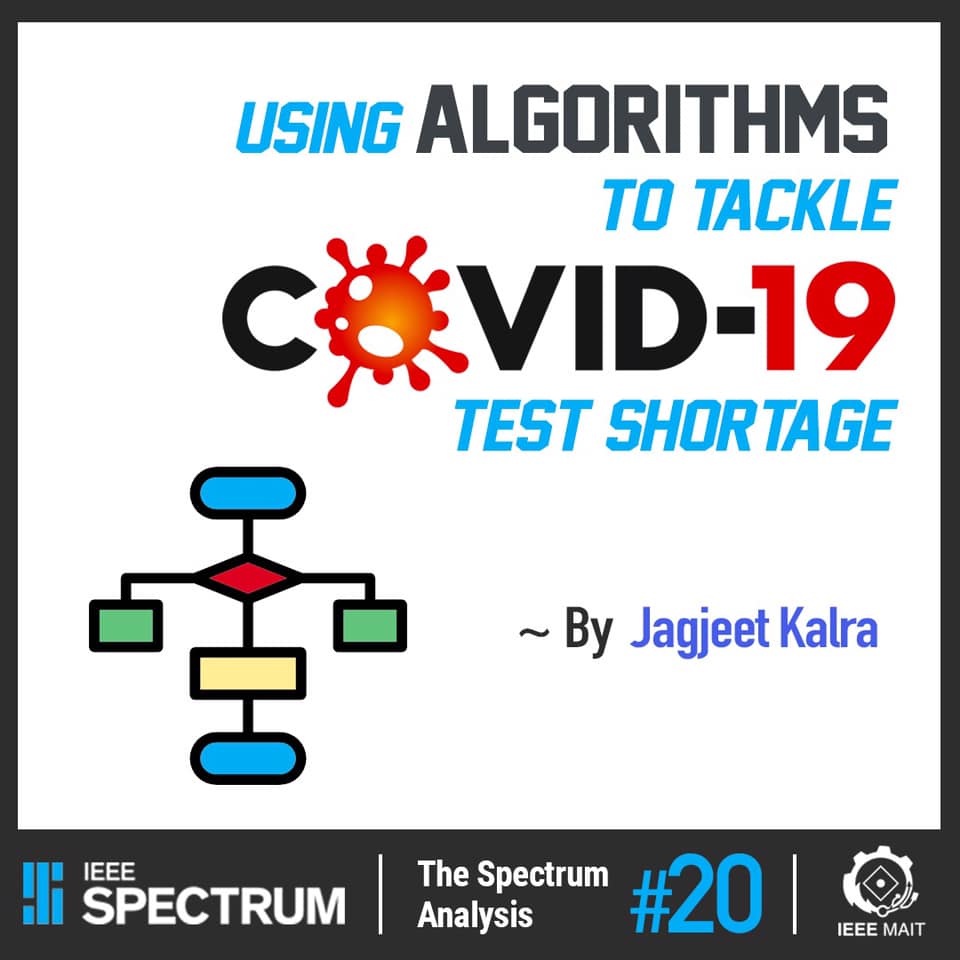 USING ALGORITHMS
TO TACKLE
COVID-19
TEST SHORTAGE
~ By Jagjeet Kalra
IEEE
SPECTRUM
The Spectrum
Analysis
#20
IEEE MAIT